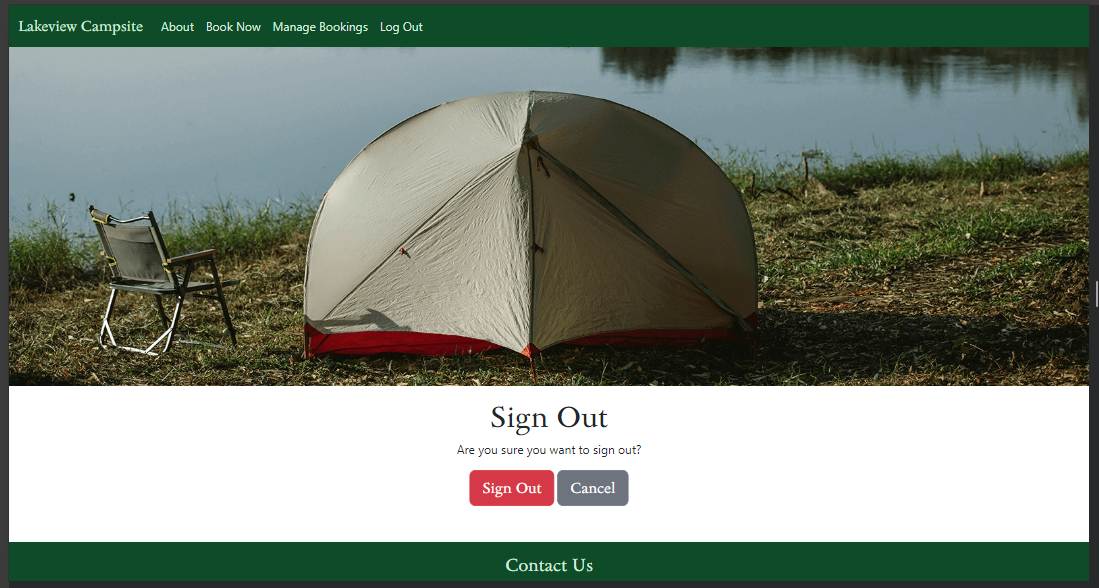 Lakeview Campsite About Book Now Manage Bookings Log Out
Sign Out
Are you sure you want to sign out?
Sign Out Cancel
Contact Us